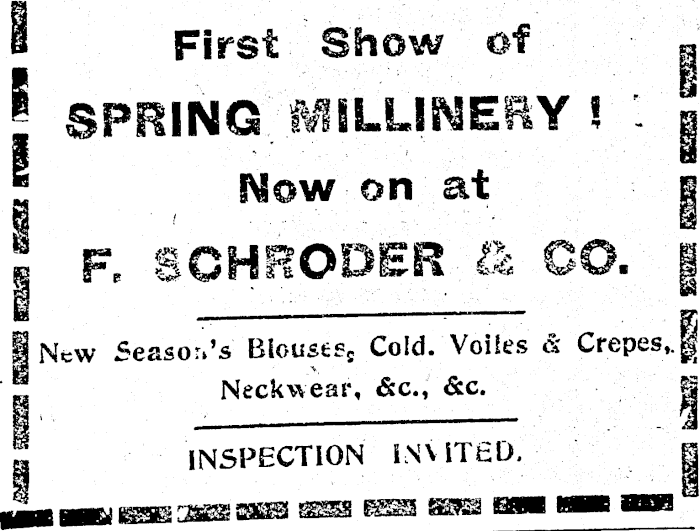 First Show of
SPRING MILLINERY !
Now on at
F. SCHRODER & CO.
New Season's Blouses, Cold. Voiles & Crepes,
Neckwear, &c., &c.
INSPECTION INVITED.